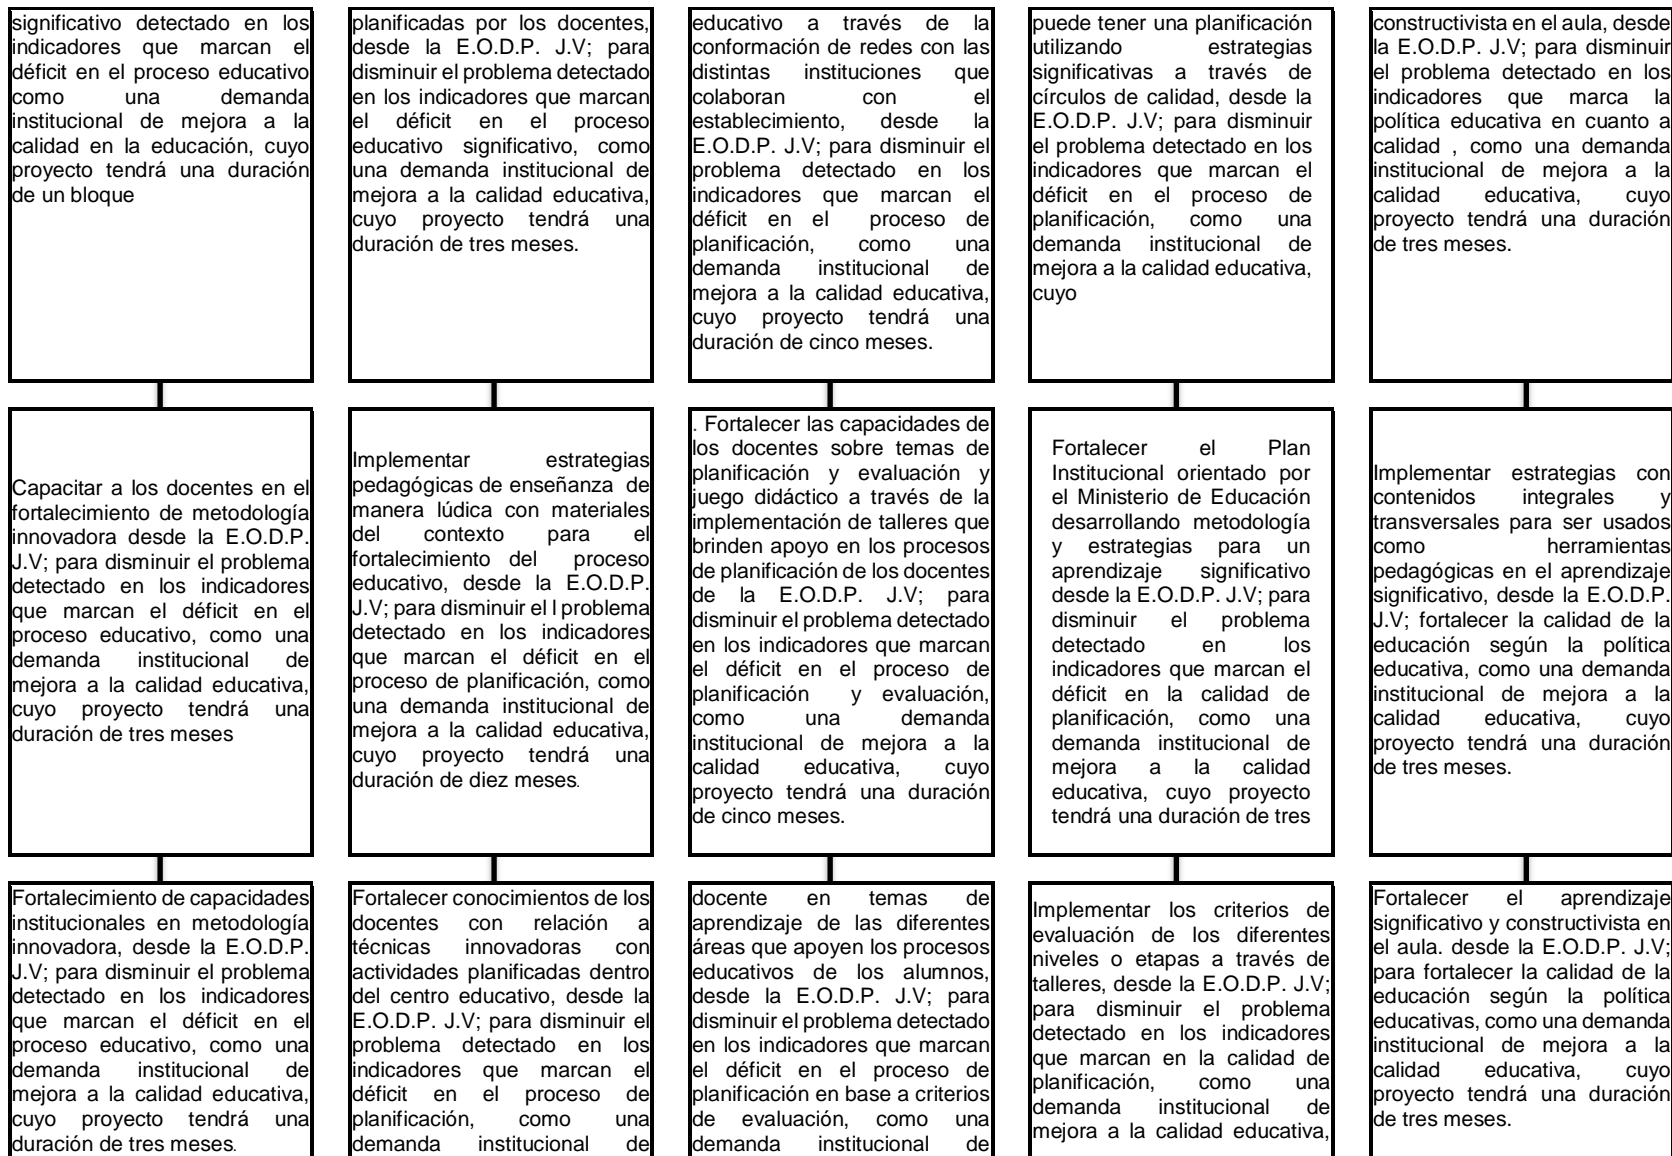 significativo detectado en los
indicadores que marcan el
déficit en el proceso educativo
como una demanda
institucional de mejora a la
calidad en la educación, cuyo
proyecto tendrá una duración
de un bloque
planificadas por los docentes,
desde la E.O.D.P. J.V; para
disminuir el problema detectado
en los indicadores que marcan
el déficit en el proceso
educativo significativo, como
una demanda institucional de
mejora a la calidad educativa,
cuyo proyecto tendrá una
duración de tres meses.
educativo a través de la
conformación de redes con las
distintas instituciones que
colaboran con el
establecimiento, desde la
E.O.D.P. J.V; para disminuir el
problema detectado en los
indicadores que marcan el
déficit en el proceso de
planificación, como una
demanda institucional de
mejora a la calidad educativa,
cuyo proyecto tendrá una
duración de cinco meses.
puede tener una planificación
utilizando estrategias
significativas a través de
círculos de calidad, desde la
E.O.D.P. J.V; para disminuir
el problema detectado en los
indicadores que marcan el
déficit en el proceso de
planificación, como una
demanda institucional de
mejora a la calidad educativa,
cuyo
constructivista en el aula, desde
la E.O.D.P. J.V; para disminuir
el problema detectado en los
indicadores que marca la
política educativa en cuanto a
calidad , como una demanda
institucional de mejora a la
calidad educativa, cuyo
proyecto tendrá una duración
de tres meses.
Capacitar a los docentes en el
fortalecimiento de metodología
innovadora desde la E.O.D.P.
J.V; para disminuir el problema
detectado en los indicadores
que marcan el déficit en el
proceso educativo, como una
demanda institucional de
mejora a la calidad educativa,
cuyo proyecto tendrá una
duración de tres meses
Implementar estrategias
pedagógicas de enseñanza de
manera lúdica con materiales
del contexto para el
fortalecimiento del proceso
educativo, desde la E.O.D.P.
J.V; para disminuir el l problema
detectado en los indicadores
que marcan el déficit en el
proceso de planificación, como
una demanda institucional de
mejora a la calidad educativa,
cuyo proyecto tendrá una
duración de diez meses.
. Fortalecer las capacidades de
los docentes sobre temas de
planificación y evaluación y
juego didáctico a través de la
implementación de talleres que
brinden apoyo en los procesos
de planificación de los docentes
de la E.O.D.P. J.V; para
disminuir el problema detectado
en los indicadores que marcan
el déficit en el proceso de
planificación y evaluación,
como una demanda
institucional de mejora a la
calidad educativa, cuyo
proyecto tendrá una duración
de cinco meses.
Fortalecer el Plan
Institucional orientado por
el Ministerio de Educación
desarrollando metodología
y estrategias para un
aprendizaje significativo
desde la E.O.D.P. J.V; para
disminuir el problema
detectado en los
indicadores que marcan el
déficit en la calidad de
planificación, como una
demanda institucional de
mejora a la calidad
educativa, cuyo proyecto
tendrá una duración de tres
Implementar estrategias con
contenidos integrales y
transversales para ser usados
como herramientas
pedagógicas en el aprendizaje
significativo, desde la E.O.D.P.
J.V; fortalecer la calidad de la
educación según la política
educativa, como una demanda
institucional de mejora a la
calidad educativa, cuyo
proyecto tendrá una duración
de tres meses.
Fortalecimiento de capacidades
institucionales en metodología
innovadora, desde la E.O.D.P.
J.V; para disminuir el problema
detectado en los indicadores
que marcan el déficit en el
proceso educativo, como una
demanda institucional de
mejora a la calidad educativa,
cuyo proyecto tendrá una
duración de tres meses.
Fortalecer conocimientos de los
docentes con relación a
técnicas innovadoras con
actividades planificadas dentro
del centro educativo, desde la
E.O.D.P. J.V; para disminuir el
problema detectado en los
indicadores que marcan el
déficit en el proceso de
planificación, como una
demanda institucional de
docente en temas de
aprendizaje de las diferentes
áreas que apoyen los procesos
educativos de los alumnos,
desde la E.O.D.P. J.V; para
disminuir el problema detectado
en los indicadores que marcan
el déficit en el proceso de
planificación en base a criterios
de evaluación, como una
demanda institucional de
Implementar los criterios de
evaluación de los diferentes
niveles o etapas a través de
talleres, desde la E.O.D.P. J.V;
para disminuir el problema
detectado en los indicadores
que marcan en la calidad de
planificación, como una
demanda institucional de
mejora a la calidad educativa,
Fortalecer el aprendizaje
significativo y constructivista en
el aula. desde la E.O.D.P. J.V;
para fortalecer la calidad de la
educación según la política
educativas, como una demanda
institucional de mejora a la
calidad educativa, cuyo
proyecto tendrá una duración
de tres meses.